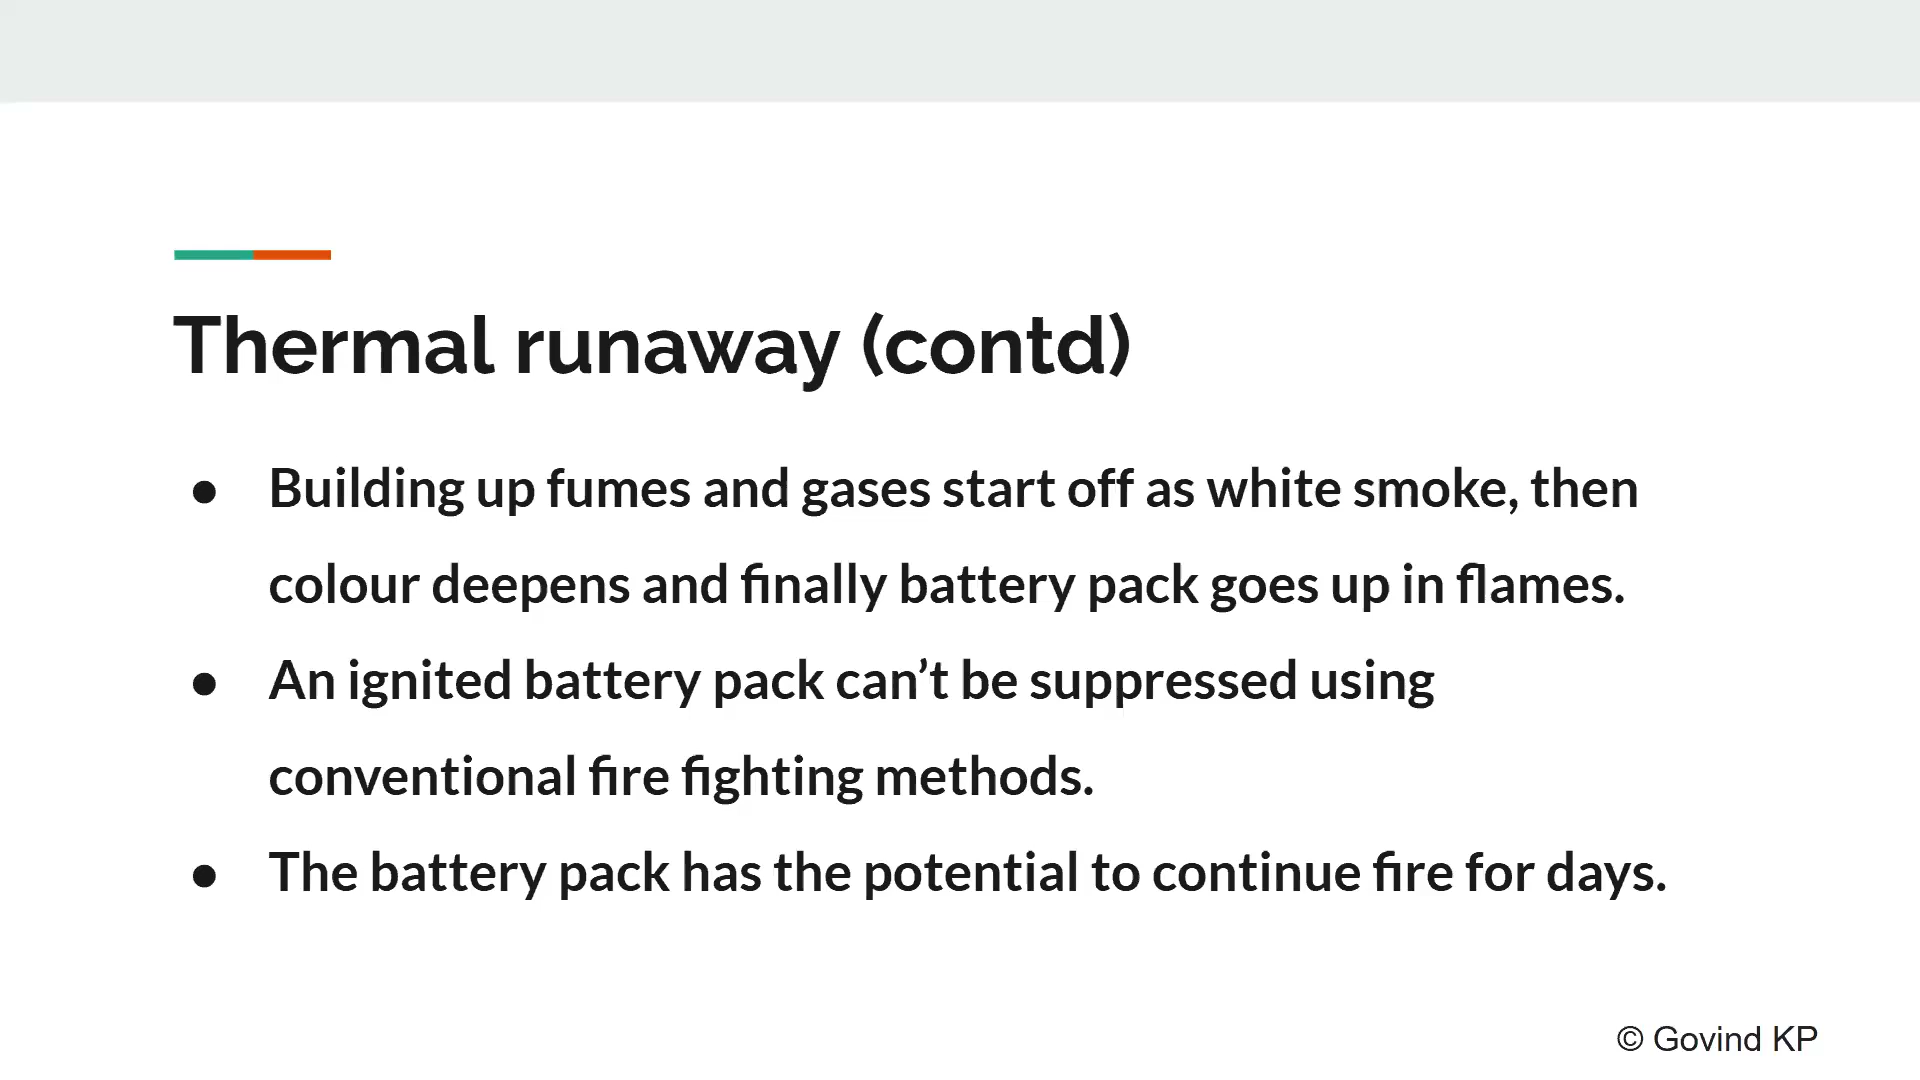 Thermal runaway (contd)
● Building up fumes and gases start off as white smoke, then
colour deepens and finally battery pack goes up in flames.
● An ignited battery pack can’t be suppressed using
conventional fire fighting methods.
● The battery pack has the potential to continue fire for days.
© Govind KP